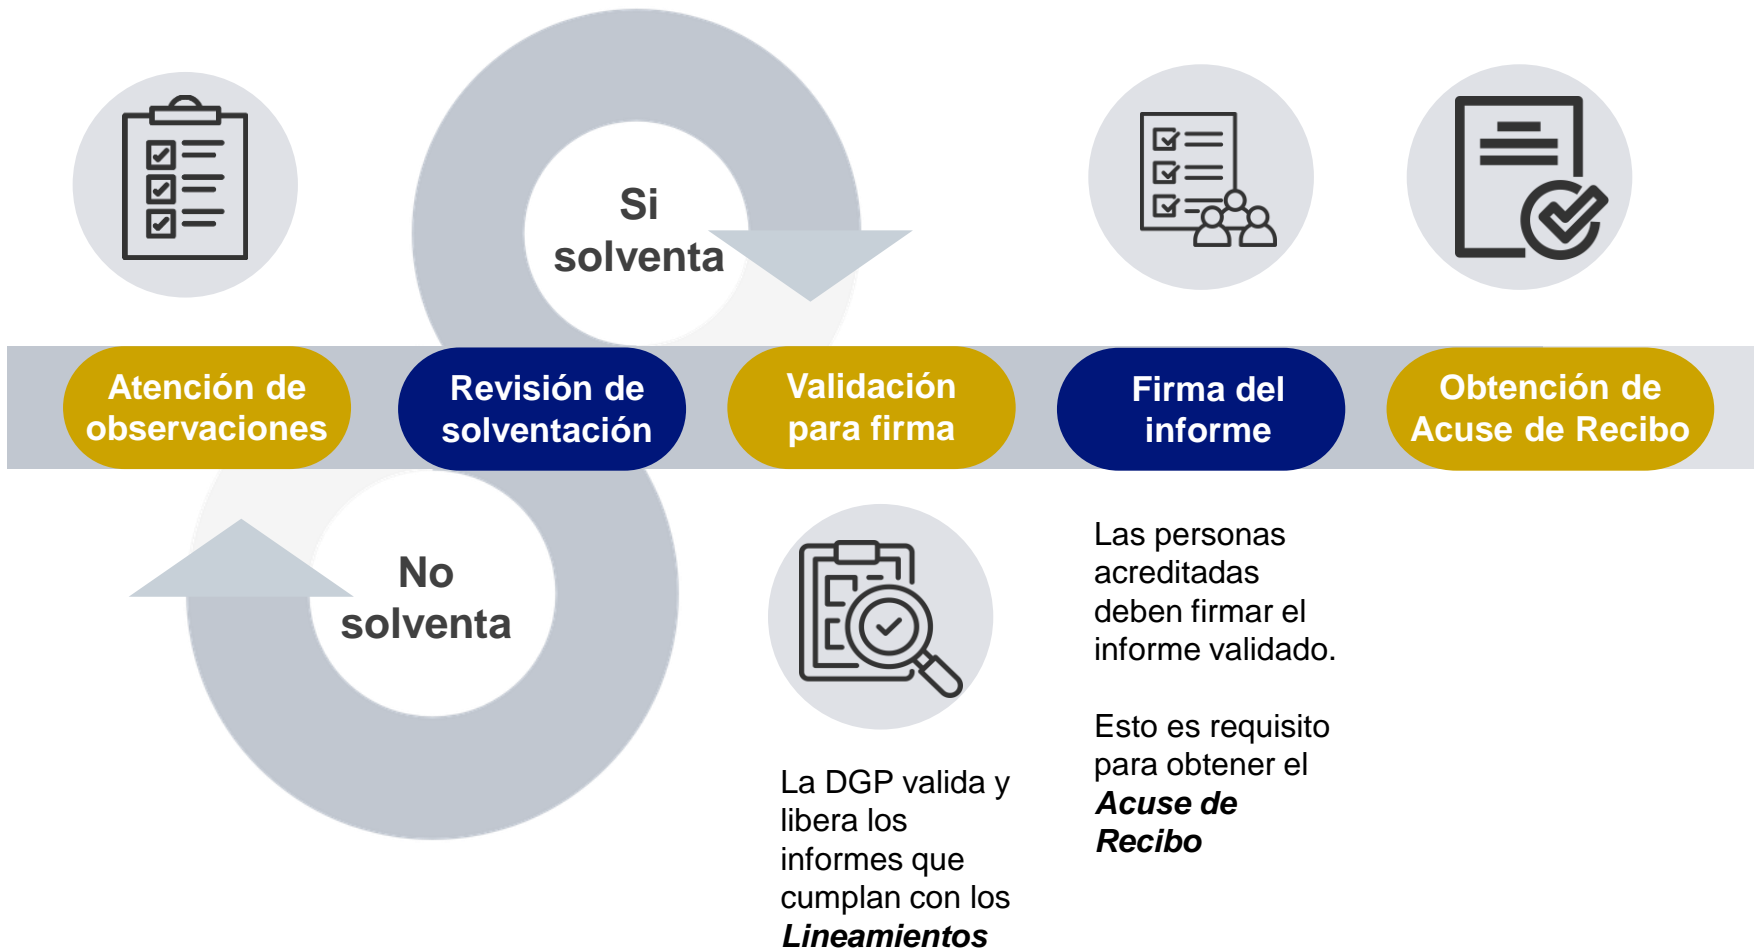 Si
solventa
Atención de
observaciones
Revisión de
solventación
Validación
para firma
Firma del
informe
Obtención de
Acuse de Recibo
No
solventa
La DGP valida y
libera los
informes que
cumplan con los
Lineamientos
Las personas
acreditadas
deben firmar el
informe validado.
Esto es requisito
para obtener el
Acuse de
Recibo